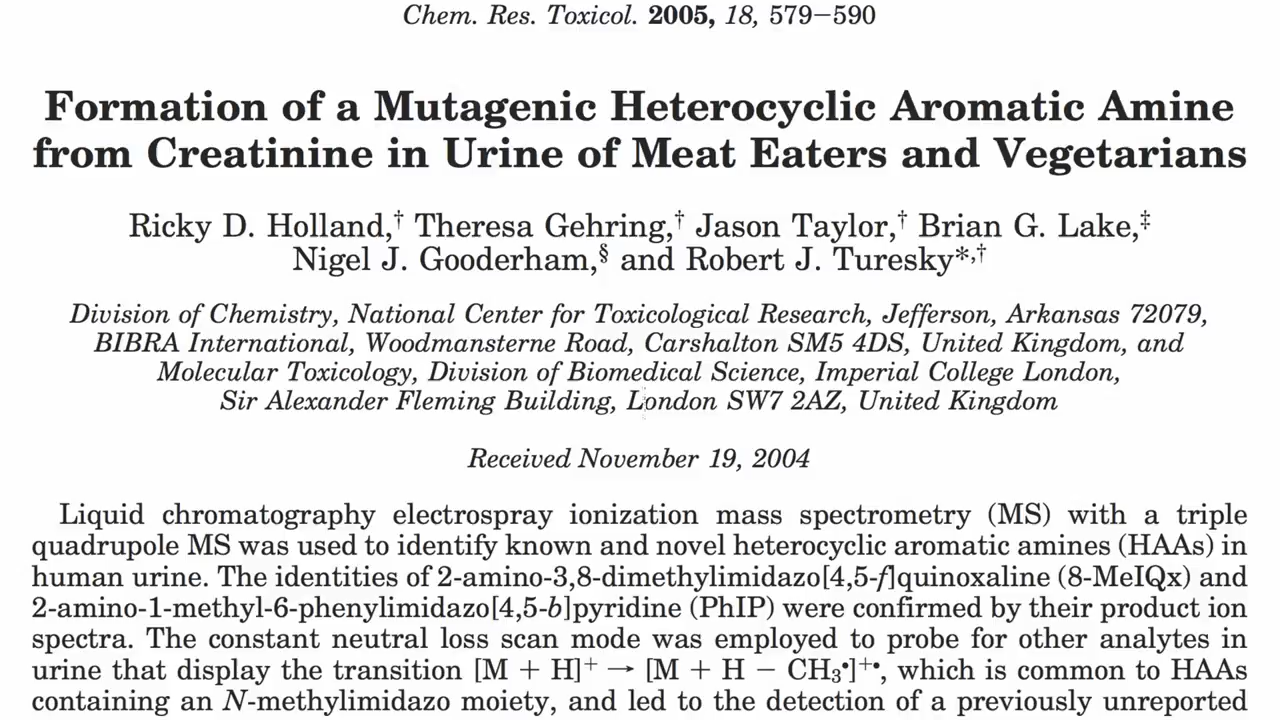 Chem. Res. Toxicol. 2005, 18, 579−590
Formation of a Mutagenic Heterocyclic Aromatic Amine
from Creatinine in Urine of Meat Eaters and Vegetarians
Ricky D. Holland,† Theresa Gehring,† Jason Taylor,† Brian G. Lake,‡
Nigel J. Gooderham,§ and Robert J. Turesky*,†
Division of Chemistry, National Center for Toxicological Research, Jefferson, Arkansas 72079,
BIBRA International, Woodmansterne Road, Carshalton SM5 4DS, United Kingdom, and
Molecular Toxicology, Division of Biomedical Science, Imperial College London,
Sir Alexander Fleming Building, London SW7 2AZ, United Kingdom
Received November 19, 2004
Liquid chromatography electrospray ionization mass spectrometry (MS) with a triple
quadrupole MS was used to identify known and novel heterocyclic aromatic amines (HAAs) in
human urine. The identities of 2-amino-3,8-dimethylimidazo[4,5-f]quinoxaline (8-MeIQx) and
2-amino-1-methyl-6-phenylimidazo[4,5-b]pyridine (PhIP) were confirmed by their product ion
spectra. The constant neutral loss scan mode was employed to probe for other analytes in
urine that display the transition [M + H]⁺ → [M + H − CH₃•]⁺•, which is common to HAAs
containing an N-methylimidazo moiety, and led to the detection of a previously unreported